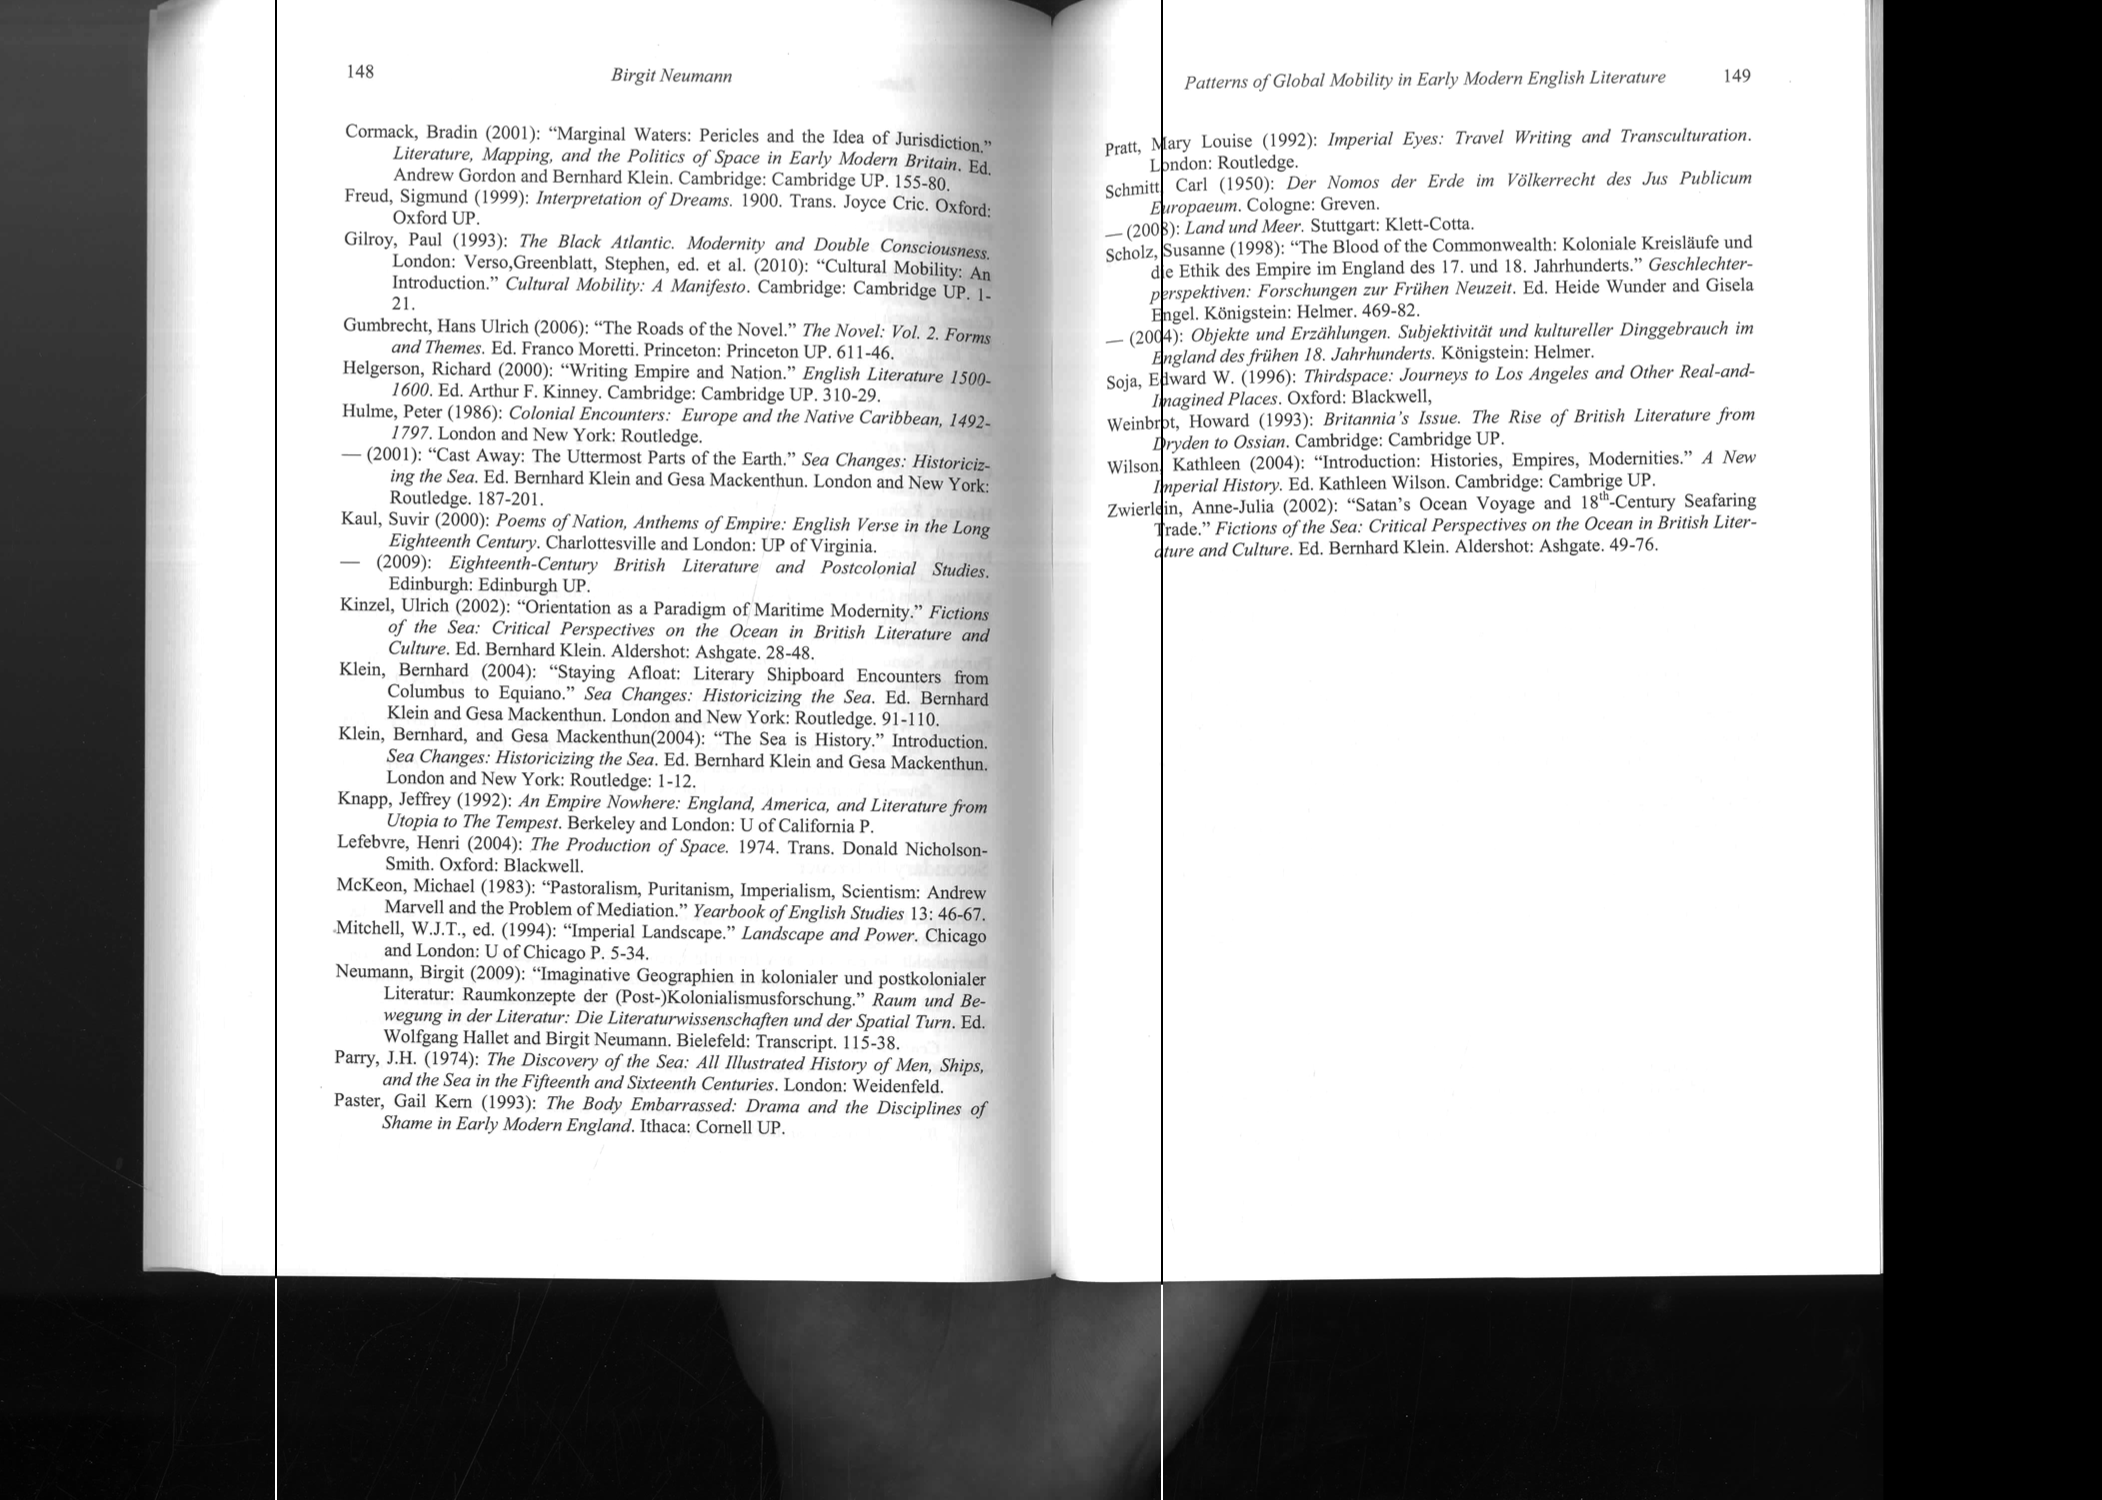 148
Birgit Neumann
Cormack, Bradin (2001): “Marginal Waters: Pericles and the Idea of Jurisdiction.”
Literature, Mapping, and the Politics of Space in Early Modern Britain. Ed.
Andrew Gordon and Bernhard Klein. Cambridge: Cambridge UP. 155-80.
Freud, Sigmund (1999): Interpretation of Dreams. 1900. Trans. Joyce Cric. Oxford:
Oxford UP.
Gilroy, Paul (1993): The Black Atlantic. Modernity and Double Consciousness.
London: Verso,Greenblatt, Stephen, ed. et al. (2010): “Cultural Mobility: An
Introduction.” Cultural Mobility: A Manifesto. Cambridge: Cambridge UP. 1-
21.
Gumbrecht, Hans Ulrich (2006): “The Roads of the Novel.” The Novel: Vol. 2. Forms
and Themes. Ed. Franco Moretti. Princeton: Princeton UP. 611-46.
Helgerson, Richard (2000): “Writing Empire and Nation.” English Literature 1500-
1600. Ed. Arthur F. Kinney. Cambridge: Cambridge UP. 310-29.
Hulme, Peter (1986): Colonial Encounters: Europe and the Native Caribbean, 1492-
1797. London and New York: Routledge.
— (2001): “Cast Away: The Uttermost Parts of the Earth.” Sea Changes: Historiciz-
ing the Sea. Ed. Bernhard Klein and Gesa Mackenthun. London and New York:
Routledge. 187-201.
Kaul, Suvir (2000): Poems of Nation, Anthems of Empire: English Verse in the Long
Eighteenth Century. Charlottesville and London: UP of Virginia.
— (2009): Eighteenth-Century British Literature and Postcolonial Studies.
Edinburgh: Edinburgh UP.
Kinzel, Ulrich (2002): “Orientation as a Paradigm of Maritime Modernity.” Fictions
of the Sea: Critical Perspectives on the Ocean in British Literature and
Culture. Ed. Bernhard Klein. Aldershot: Ashgate. 28-48.
Klein, Bernhard (2004): “Staying Afloat: Literary Shipboard Encounters from
Columbus to Equiano.” Sea Changes: Historicizing the Sea. Ed. Bernhard
Klein and Gesa Mackenthun. London and New York: Routledge. 91-110.
Klein, Bernhard, and Gesa Mackenthun(2004): “The Sea is History.” Introduction.
Sea Changes: Historicizing the Sea. Ed. Bernhard Klein and Gesa Mackenthun.
London and New York: Routledge: 1-12.
Knapp, Jeffrey (1992): An Empire Nowhere: England, America, and Literature from
Utopia to The Tempest. Berkeley and London: U of California P.
Lefebvre, Henri (2004): The Production of Space. 1974. Trans. Donald Nicholson-
Smith. Oxford: Blackwell.
McKeon, Michael (1983): “Pastoralism, Puritanism, Imperialism, Scientism: Andrew
Marvell and the Problem of Mediation.” Yearbook of English Studies 13: 46-67.
Mitchell, W.J.T., ed. (1994): “Imperial Landscape.” Landscape and Power. Chicago
and London: U of Chicago P. 5-34.
Neumann, Birgit (2009): “Imaginative Geographien in kolonialer und postkolonialer
Literatur: Raumkonzepte der (Post-)Kolonialismusforschung.” Raum und Be-
wegung in der Literatur: Die Literaturwissenschaften und der Spatial Turn. Ed.
Wolfgang Hallet and Birgit Neumann. Bielefeld: Transcript. 115-38.
Parry, J.H. (1974): The Discovery of the Sea: All Illustrated History of Men, Ships,
and the Sea in the Fifteenth and Sixteenth Centuries. London: Weidenfeld.
Paster, Gail Kern (1993): The Body Embarrassed: Drama and the Disciplines of
Shame in Early Modern England. Ithaca: Cornell UP.
Patterns of Global Mobility in Early Modern English Literature
149
Pratt, Mary Louise (1992): Imperial Eyes: Travel Writing and Transculturation.
London: Routledge.
Schmitt, Carl (1950): Der Nomos der Erde im Völkerrecht des Jus Publicum
Europaeum. Cologne: Greven.
— (2008): Land und Meer. Stuttgart: Klett-Cotta.
Scholz, Susanne (1998): “The Blood of the Commonwealth: Koloniale Kreisläufe und
die Ethik des Empire im England des 17. und 18. Jahrhunderts.” Geschlechter-
perspektiven: Forschungen zur Frühen Neuzeit. Ed. Heide Wunder and Gisela
Engel. Königstein: Helmer. 469-82.
— (2004): Objekte und Erzählungen. Subjektivität und kultureller Dinggebrauch im
England des frühen 18. Jahrhunderts. Königstein: Helmer.
Soja, Edward W. (1996): Thirdspace: Journeys to Los Angeles and Other Real-and-
Imagined Places. Oxford: Blackwell,
Weinbrot, Howard (1993): Britannia’s Issue. The Rise of British Literature from
Dryden to Ossian. Cambridge: Cambridge UP.
Wilson, Kathleen (2004): “Introduction: Histories, Empires, Modernities.” A New
Imperial History. Ed. Kathleen Wilson. Cambridge: Cambrige UP.
Zwierlein, Anne-Julia (2002): “Satan’s Ocean Voyage and 18th-Century Seafaring
Trade.” Fictions of the Sea: Critical Perspectives on the Ocean in British Liter-
ature and Culture. Ed. Bernhard Klein. Aldershot: Ashgate. 49-76.